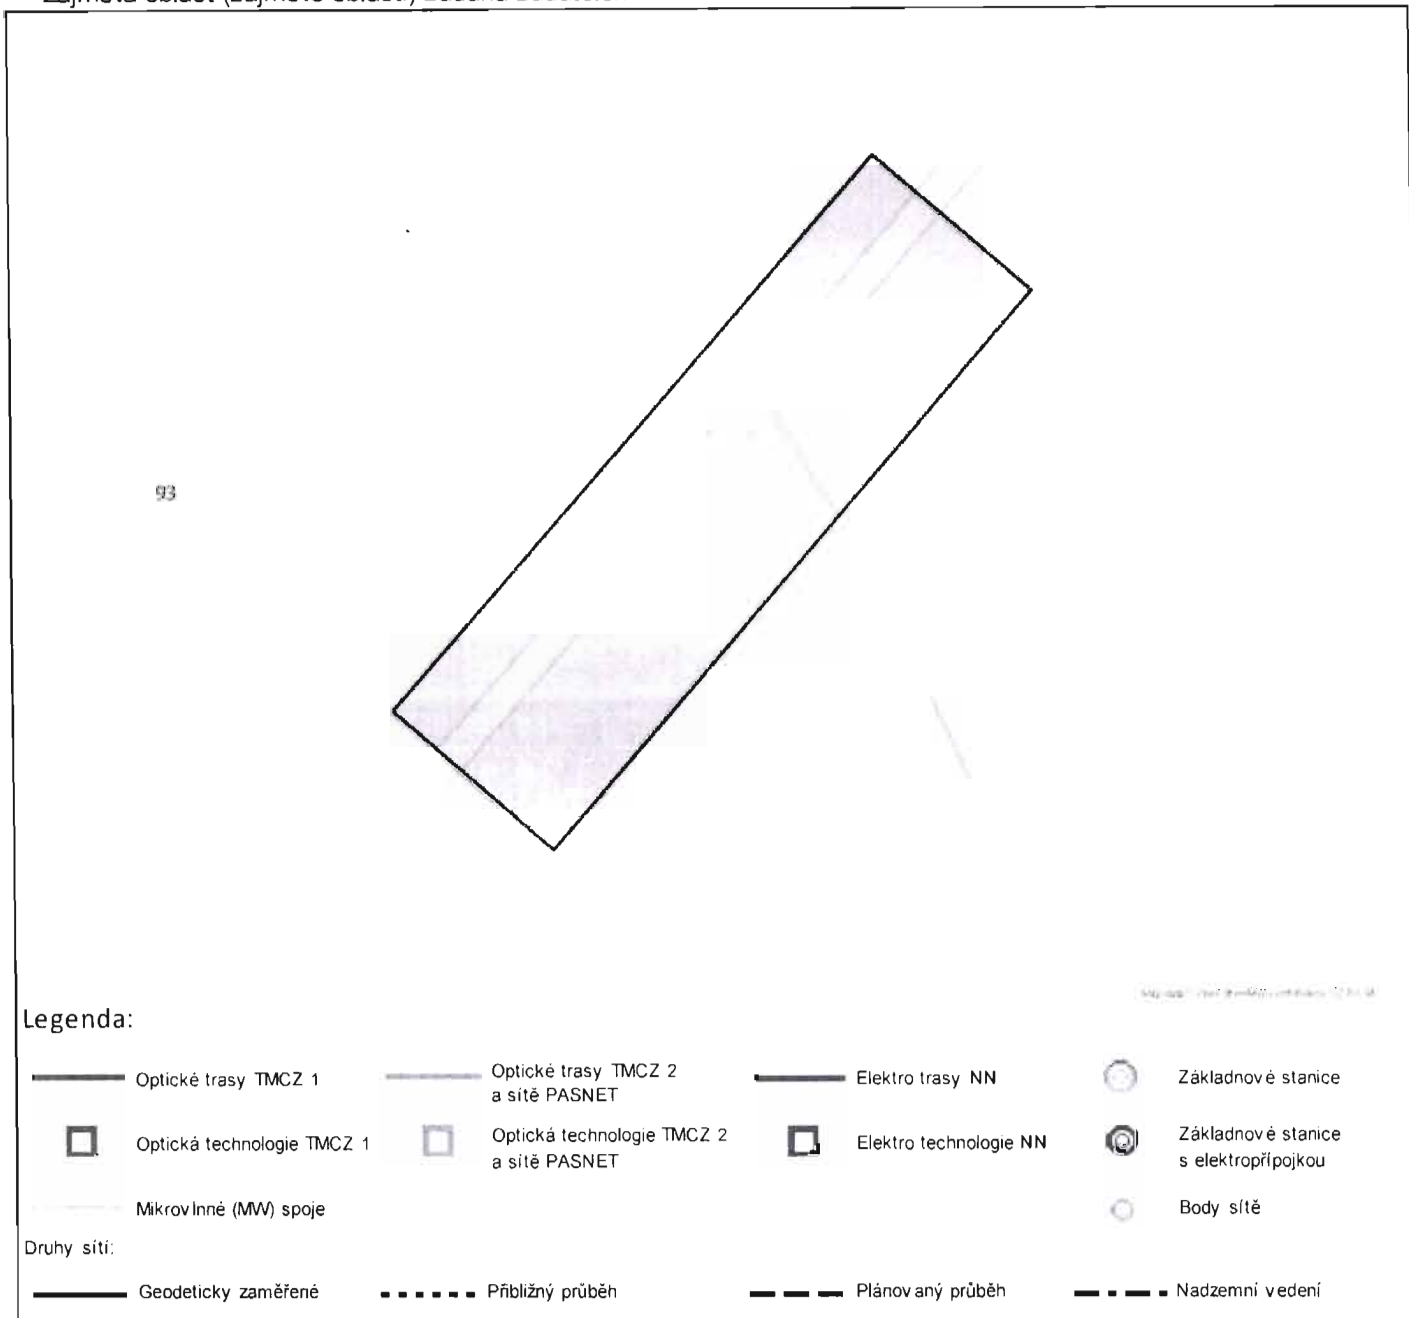 93
Legenda:
Optické trasy TMCZ 1
Optické trasy TMCZ 2
a sítě PASNET
Elektro trasy NN
Základnové stanice
Optická technologie TMCZ 1
Optická technologie TMCZ 2
a sítě PASNET
Elektro technologie NN
Základnové stanice
s elektropřípojkou
Mikrovlnné (MW) spoje
Body sítě
Druhy sítí:
Geodeticky zaměřené
Přibližný průběh
Plánovaný průběh
Nadzemní vedení